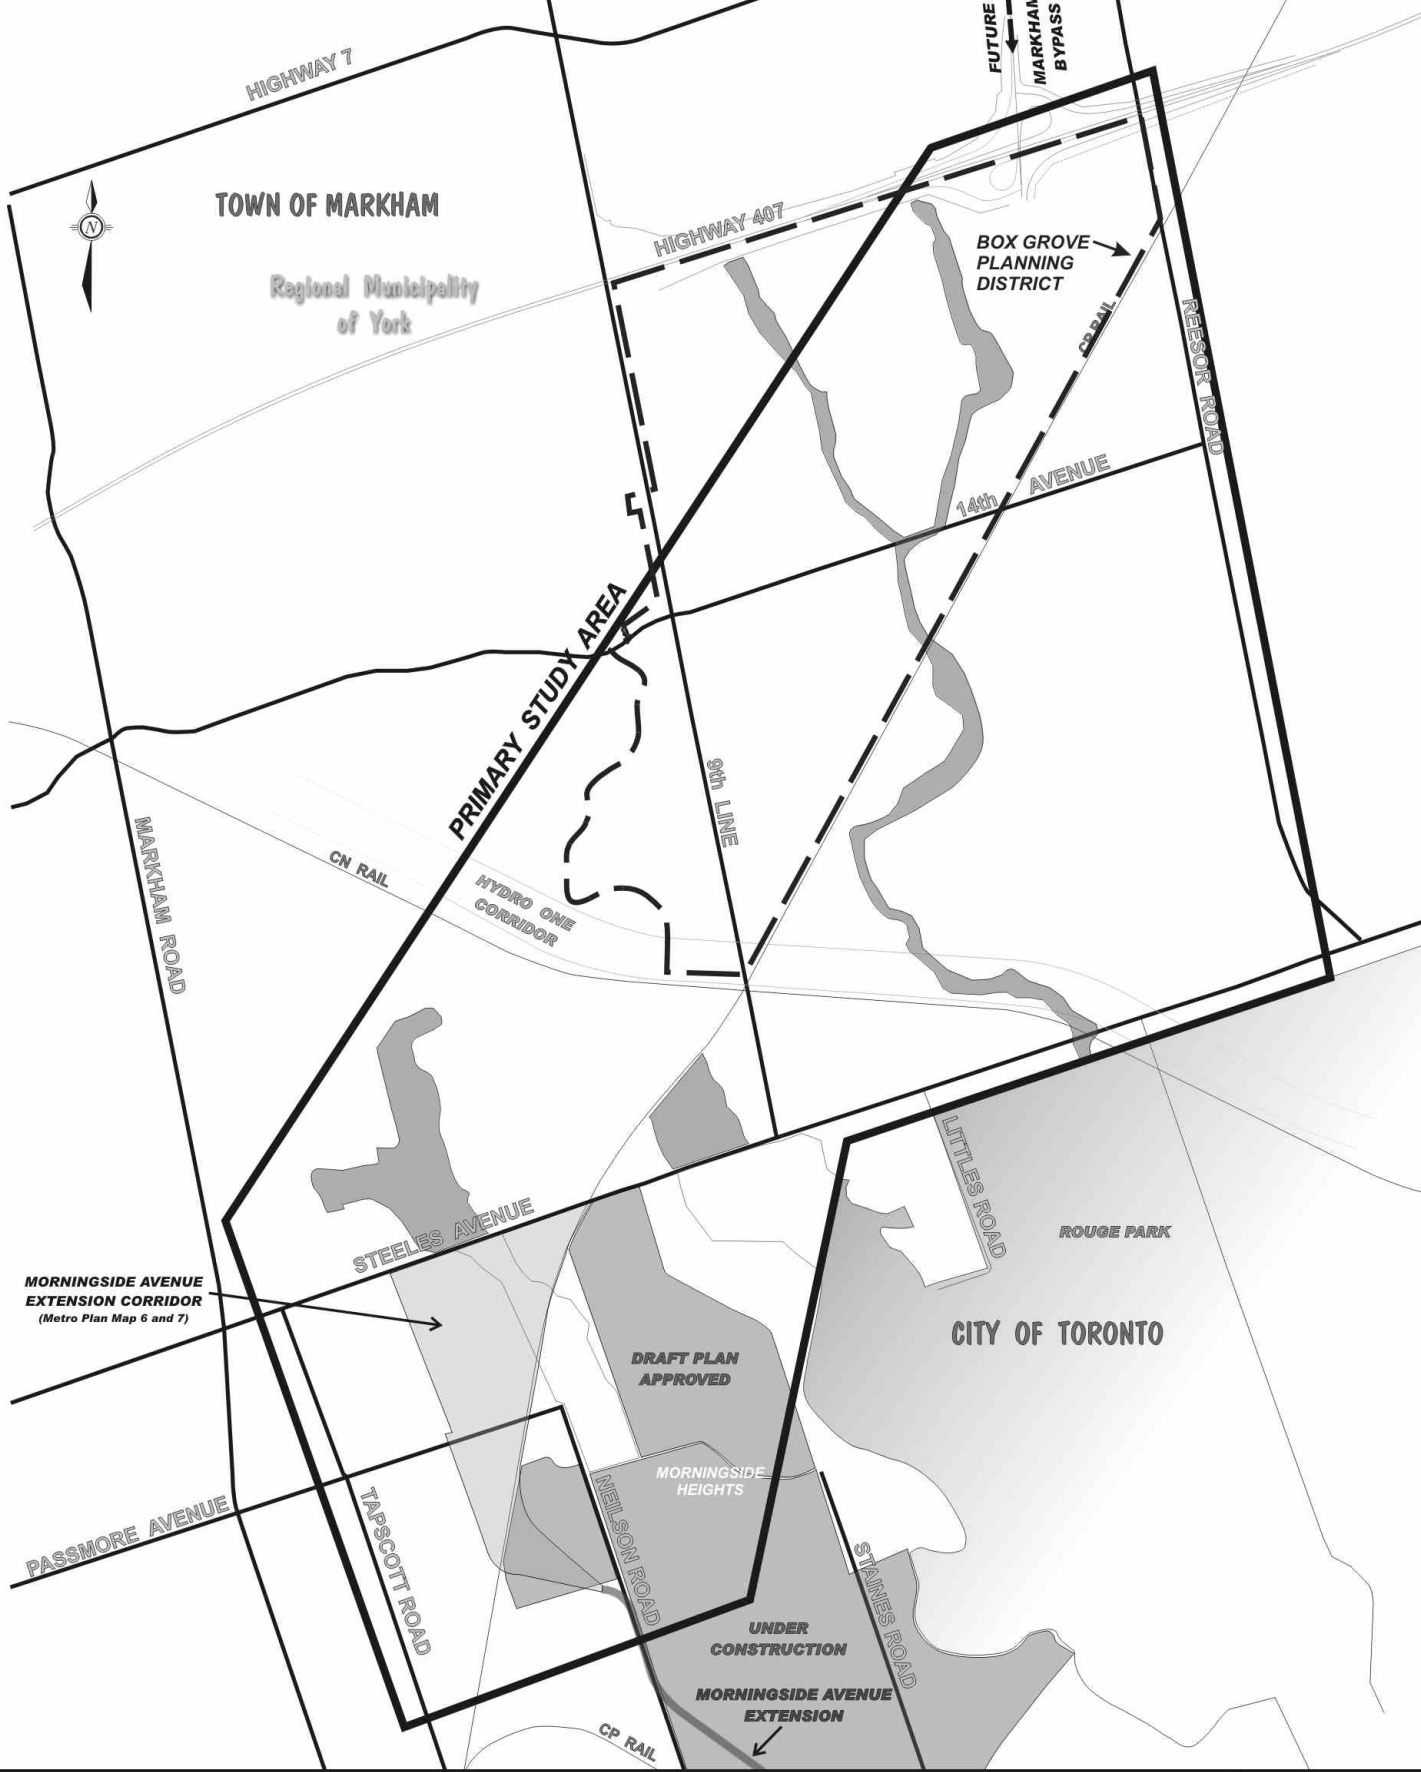 FUTURE
MARKHAM
BYPASS
HIGHWAY 7
TOWN OF MARKHAM
N
HIGHWAY 407
BOX GROVE
PLANNING
DISTRICT
Regional Municipality
of York
CP RAIL
REESOR ROAD
14th AVENUE
PRIMARY STUDY AREA
9th LINE
MARKHAM ROAD
CN RAIL
HYDRO ONE
CORRIDOR
LITTLES ROAD
STEELES AVENUE
ROUGE PARK
MORNINGSIDE AVENUE
EXTENSION CORRIDOR
(Metro Plan Map 6 and 7)
CITY OF TORONTO
DRAFT PLAN
APPROVED
MORNINGSIDE
HEIGHTS
PASSMORE AVENUE
TAPSCOTT ROAD
NEILSON ROAD
STAINES ROAD
UNDER
CONSTRUCTION
MORNINGSIDE AVENUE
EXTENSION
CP RAIL